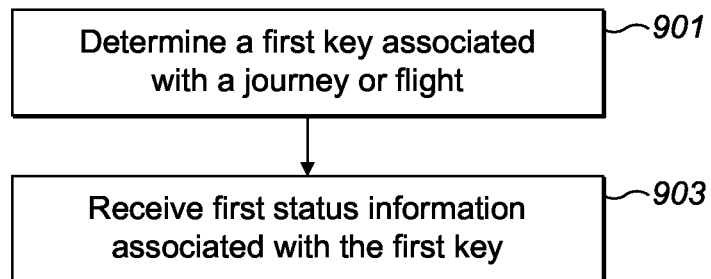 Determine a first key associated
with a journey or flight
901
Receive first status information
associated with the first key
903